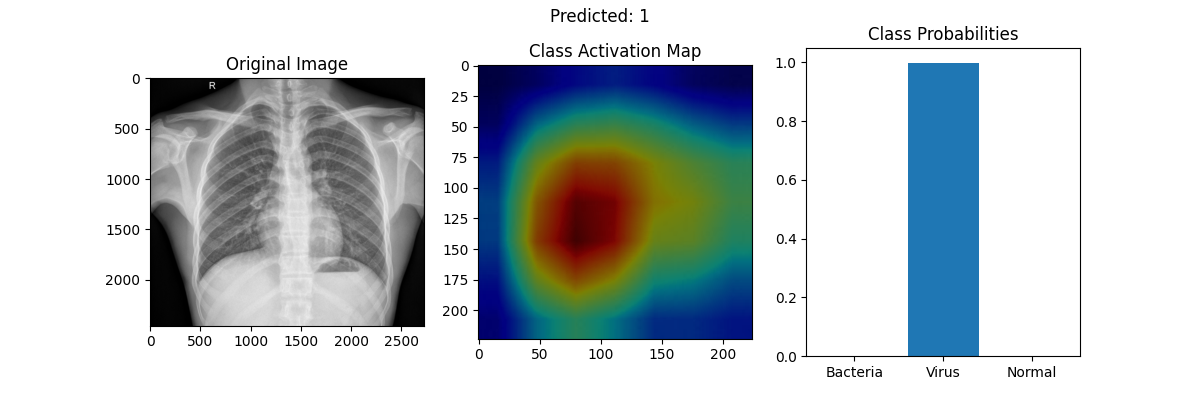 Predicted: 1
Original Image
R
0
500
1000
1500
2000
0 500 1000 1500 2000 2500
Class Activation Map
0
25
50
75
100
125
150
175
200
0 50 100 150 200
Class Probabilities
1.0
0.8
0.6
0.4
0.2
0.0
Bacteria Virus Normal